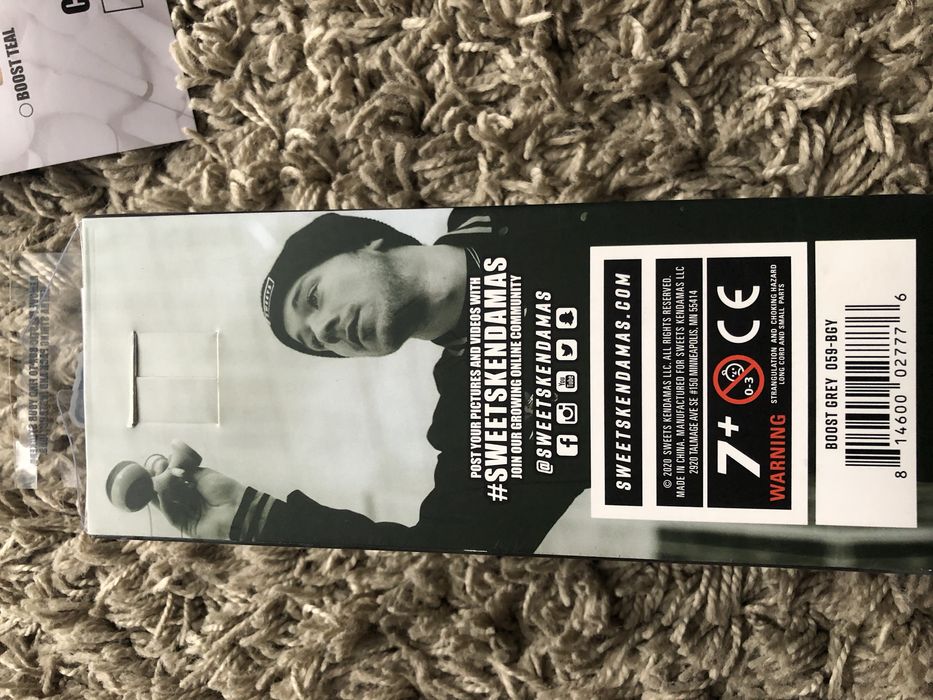 BOOST TEAL
POST YOUR PICTURES AND VIDEOS WITH
#SWEETSKENDAMAS
JOIN OUR GROWING ONLINE COMMUNITY
@SWEETSKENDAMAS
SWEETSKENDAMAS.COM
© 2020 SWEETS KENDAMAS LLC. ALL RIGHTS RESERVED.
MADE IN CHINA. MANUFACTURED FOR SWEETS KENDAMAS LLC
2920 TALMAGE AVE SE #150 MINNEAPOLIS, MN 55414
7+ 0-3 CE
WARNING STRANGULATION AND CHOKING HAZARD
LONG CORD AND SMALL PARTS
BOOST GREY 059-BGY
8 14600 02777 6